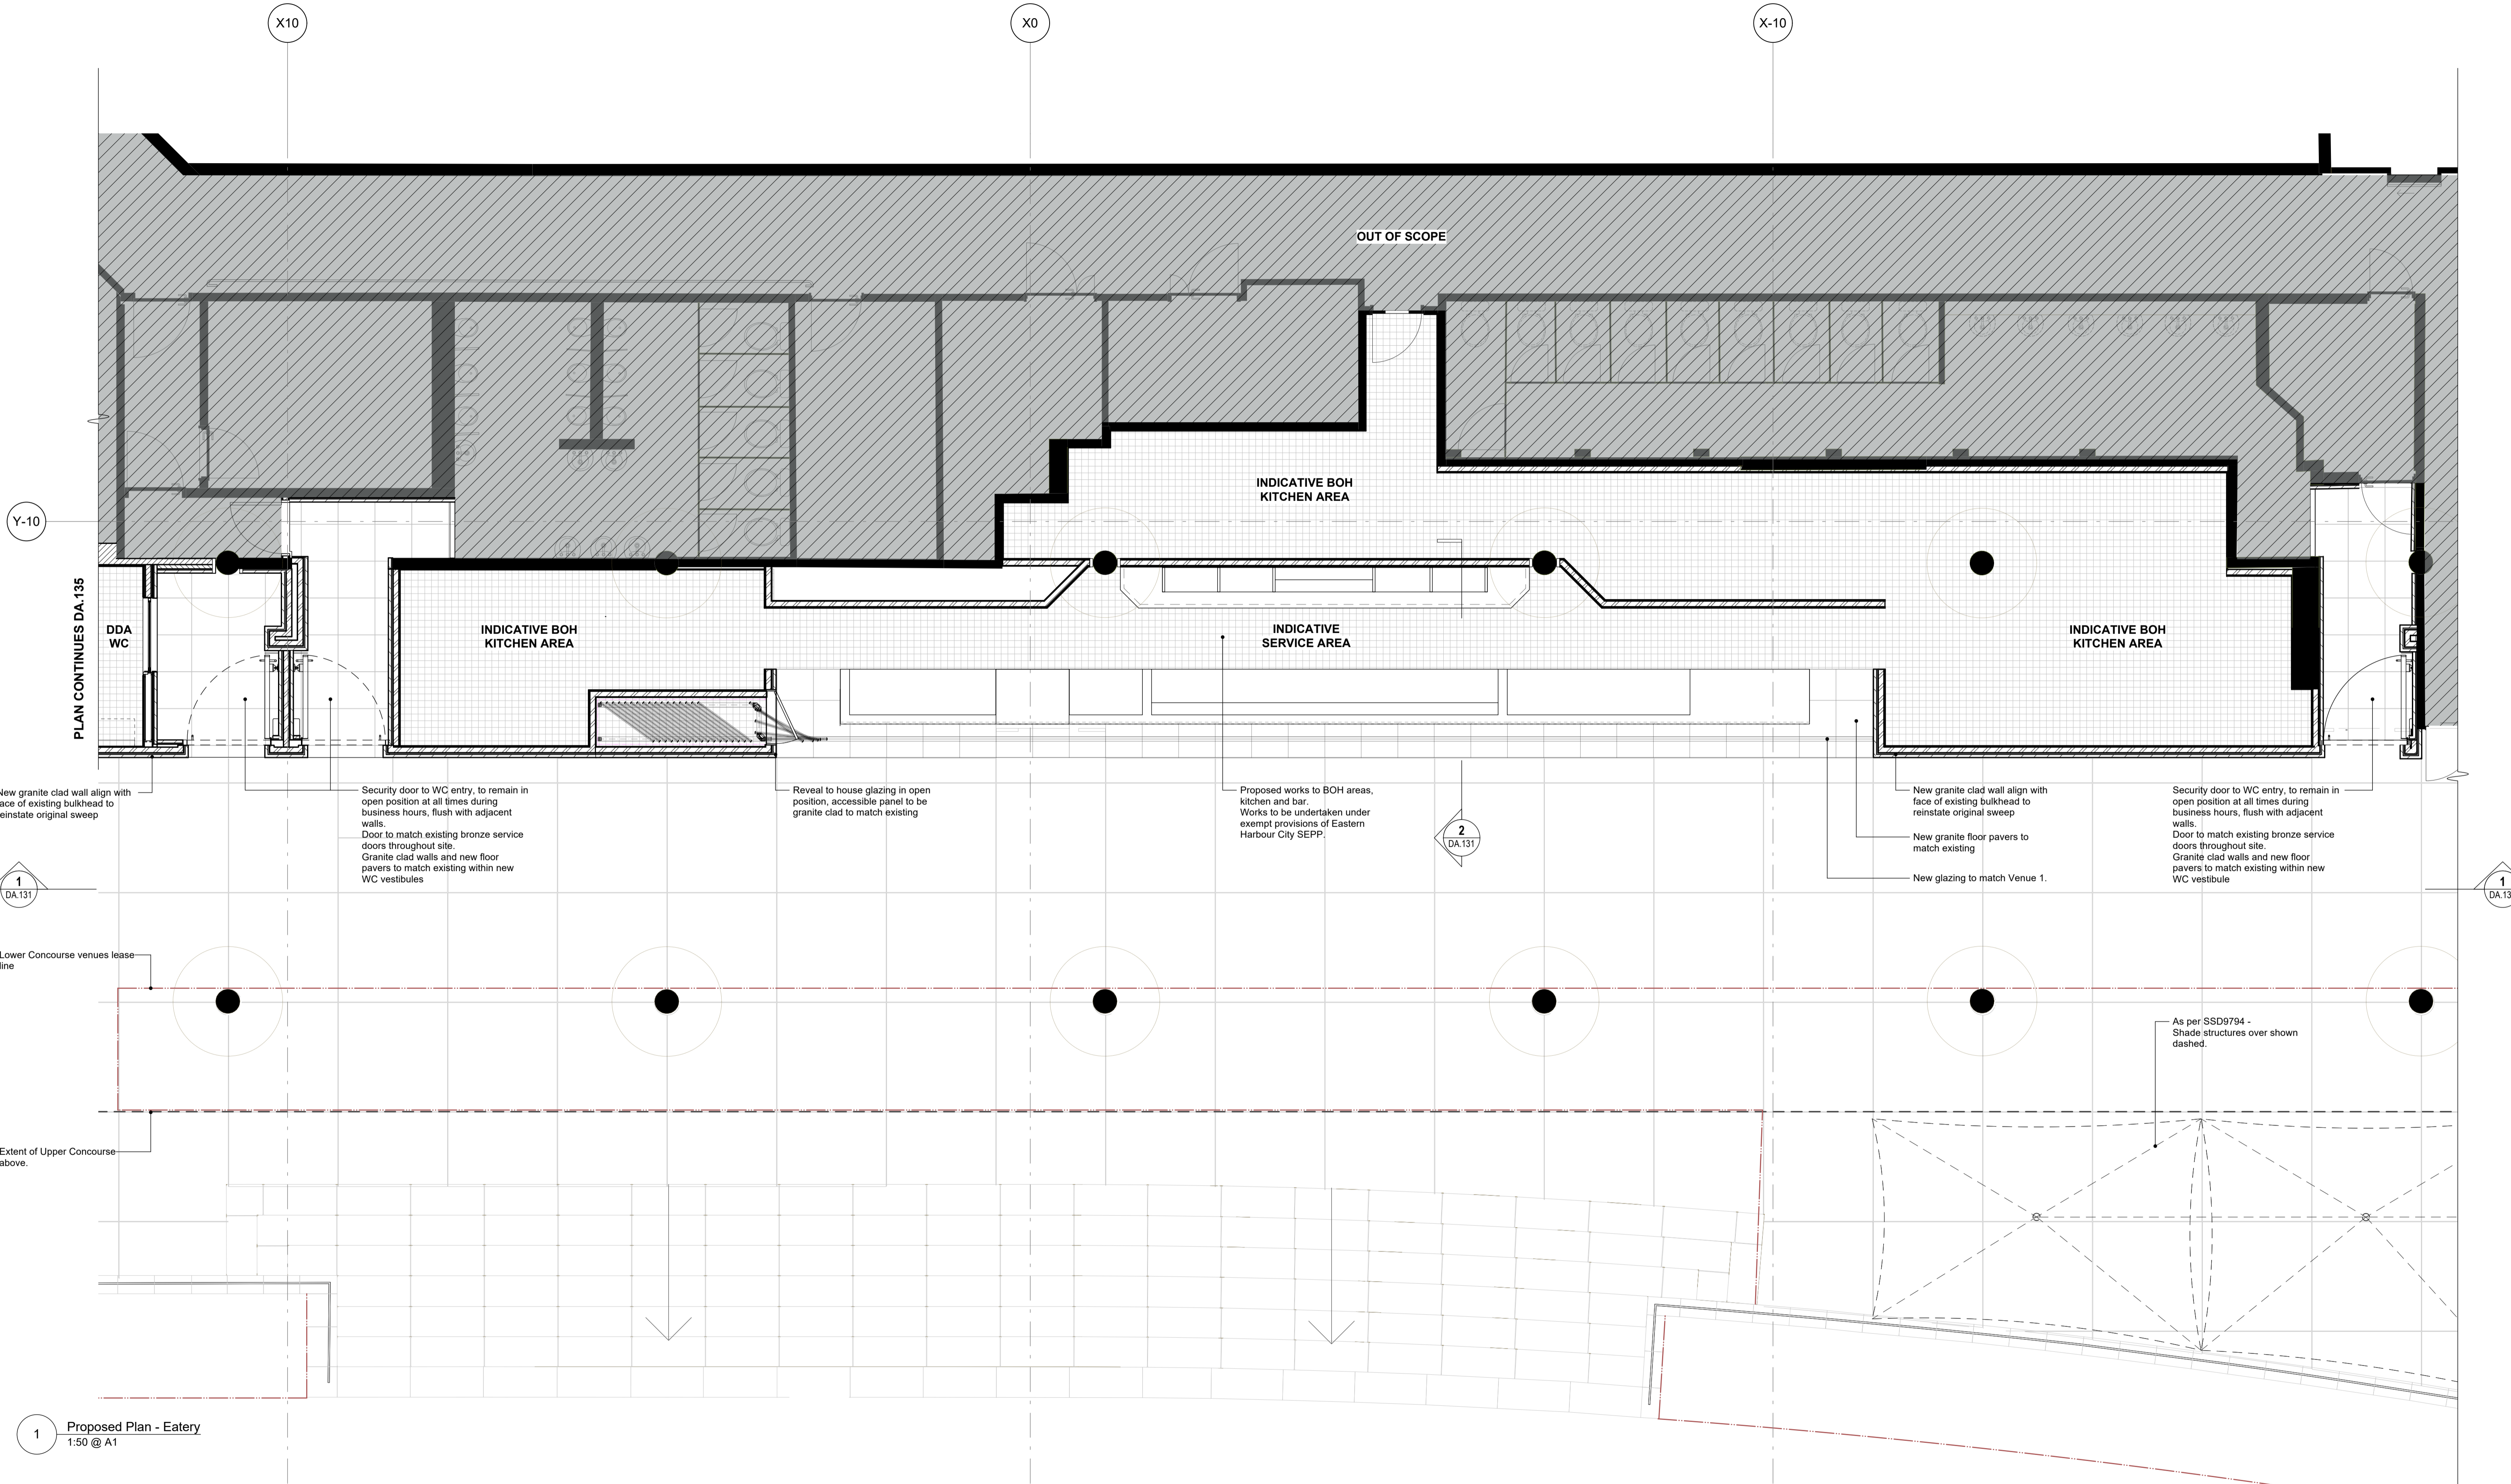 X10
X0
X-10
OUT OF SCOPE
Y-10
INDICATIVE BOH
KITCHEN AREA
PLAN CONTINUES DA.135
DDA
WC
INDICATIVE BOH
KITCHEN AREA
INDICATIVE
SERVICE AREA
INDICATIVE BOH
KITCHEN AREA
New granite clad wall align with
ace of existing bulkhead to
einstate original sweep
Security door to WC entry, to remain in
open position at all times during
business hours, flush with adjacent
walls.
Door to match existing bronze service
doors throughout site.
Granite clad walls and new floor
pavers to match existing within new
WC vestibules
Reveal to house glazing in open
position, accessible panel to be
granite clad to match existing
Proposed works to BOH areas,
kitchen and bar.
Works to be undertaken under
exempt provisions of Eastern
Harbour City SEPP.
2
DA.131
New granite clad wall align with
face of existing bulkhead to
reinstate original sweep
New granite floor pavers to
match existing
New glazing to match Venue 1.
Security door to WC entry, to remain in
open position at all times during
business hours, flush with adjacent
walls.
Door to match existing bronze service
doors throughout site.
Granite clad walls and new floor
pavers to match existing within new
WC vestibule
1
DA.131
1
DA.13
Lower Concourse venues lease
line
As per SSD9794 -
Shade structures over shown
dashed.
Extent of Upper Concourse
above.
1
Proposed Plan - Eatery
1:50 @ A1